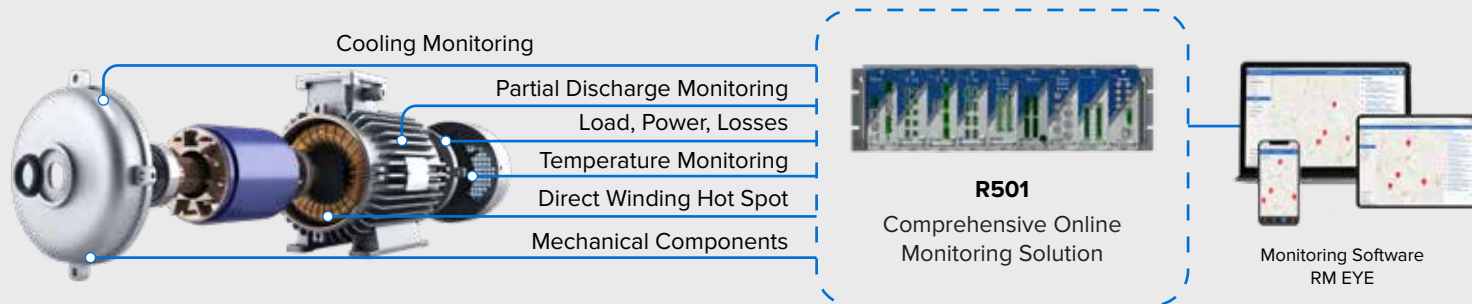 Cooling Monitoring
Partial Discharge Monitoring
Load, Power, Losses
Temperature Monitoring
Direct Winding Hot Spot
Mechanical Components
R501
Comprehensive Online
Monitoring Solution
Monitoring Software
RM EYE